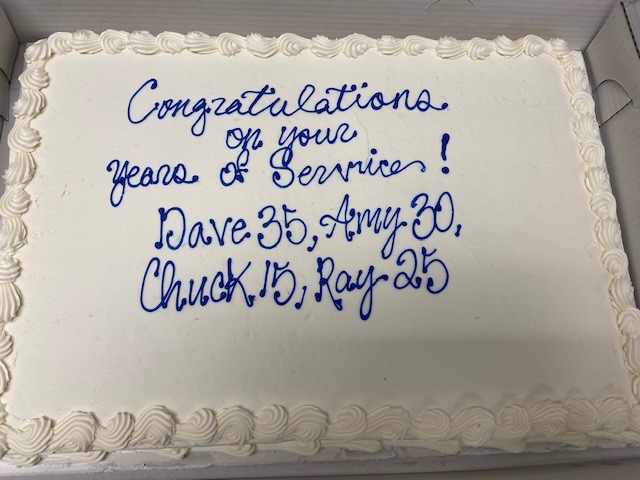 Congratulations
on your
years of Service!
Dave 35, Amy 30,
Chuck 15, Ray 25